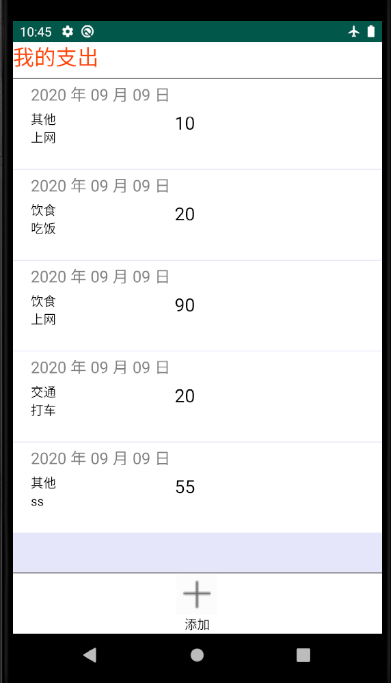 10:45
我的支出
2020 年 09 月 09 日
其他
10
上网
2020 年 09 月 09 日
饮食
20
吃饭
2020 年 09 月 09 日
饮食
90
上网
2020 年 09 月 09 日
交通
20
打车
2020 年 09 月 09 日
其他
55
ss
添加